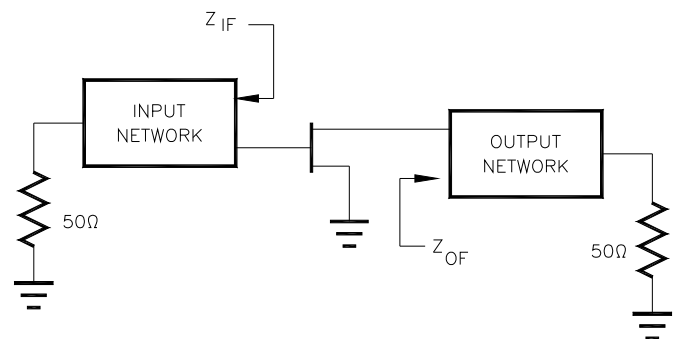 Z IF
INPUT
NETWORK
OUTPUT
NETWORK
50Ω
Z OF
50Ω